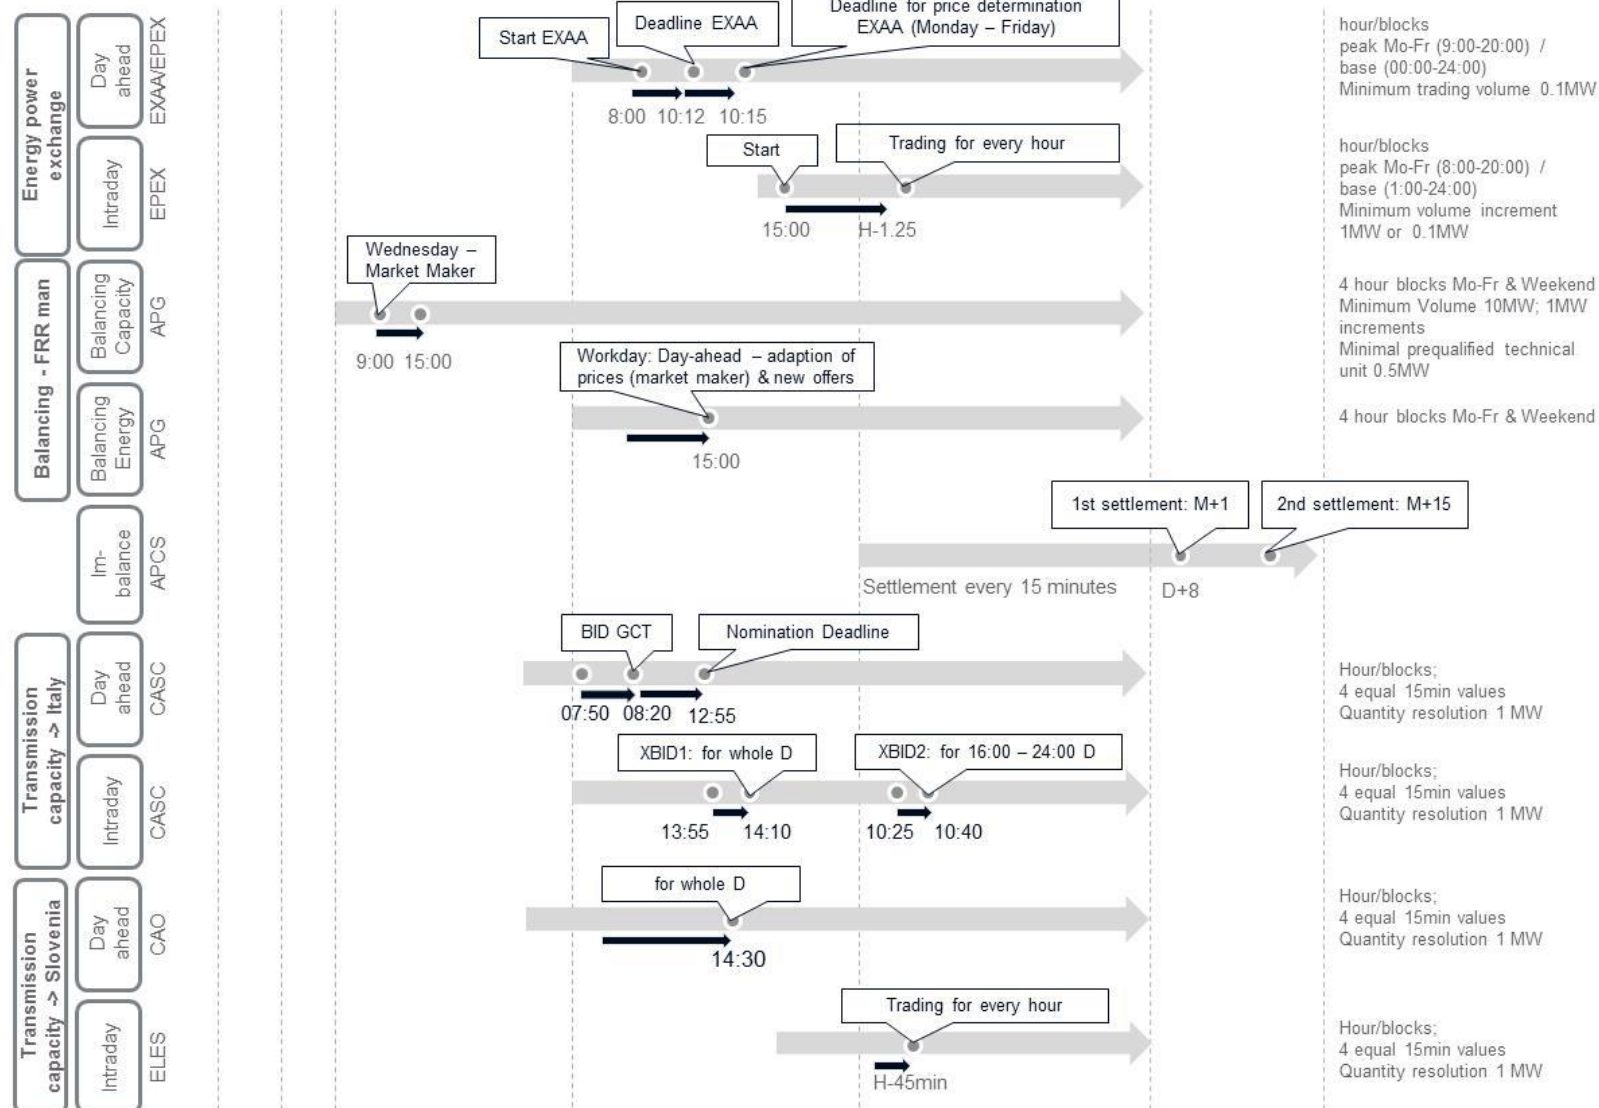 Energy power
exchange
Day
ahead
EXAA/EPEX
Start EXAA
Deadline EXAA
Deadline for price determination
EXAA (Monday – Friday)
8:00 10:12 10:15
hour/blocks
peak Mo-Fr (9:00-20:00) /
base (00:00-24:00)
Minimum trading volume 0.1MW
Intraday
EPEX
Start
Trading for every hour
15:00 H-1.25
hour/blocks
peak Mo-Fr (8:00-20:00) /
base (1:00-24:00)
Minimum volume increment
1MW or 0.1MW
Balancing - FRR man
Balancing
Capacity
APG
Wednesday –
Market Maker
9:00 15:00
4 hour blocks Mo-Fr & Weekend
Minimum Volume 10MW; 1MW
increments
Minimal prequalified technical
unit 0.5MW
Balancing
Energy
APG
Workday: Day-ahead – adaption of
prices (market maker) & new offers
15:00
4 hour blocks Mo-Fr & Weekend
Im-
balance
APCS
1st settlement: M+1
2nd settlement: M+15
Settlement every 15 minutes
D+8
Transmission
capacity -> Italy
Day
ahead
CASC
BID GCT
Nomination Deadline
07:50 08:20 12:55
Hour/blocks;
4 equal 15min values
Quantity resolution 1 MW
Intraday
CASC
XBID1: for whole D
XBID2: for 16:00 – 24:00 D
13:55 14:10 10:25 10:40
Hour/blocks;
4 equal 15min values
Quantity resolution 1 MW
Transmission
capacity -> Slovenia
Day
ahead
CAO
for whole D
14:30
Hour/blocks;
4 equal 15min values
Quantity resolution 1 MW
Intraday
ELES
Trading for every hour
H-45min
Hour/blocks;
4 equal 15min values
Quantity resolution 1 MW